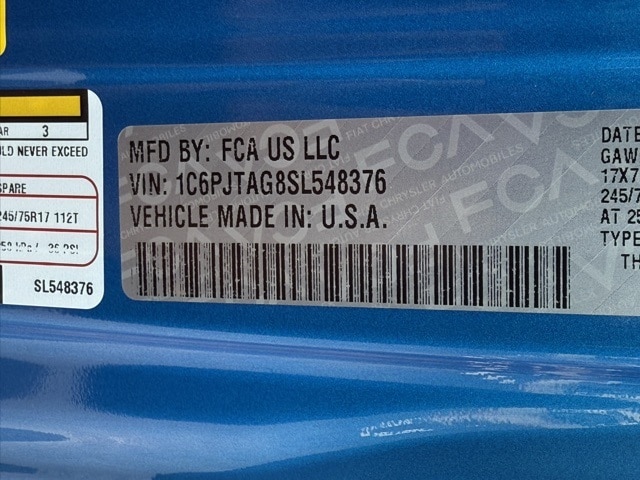 AR 3
ULD NEVER EXCEED
SPARE
245/75R17 112T
SL548376
MFD BY: FCA US LLC
VIN: 1C6PJTAG8SL548376
VEHICLE MADE IN: U.S.A.
DATE
GAW
17X7
245/7
AT 25
TYPE
TH